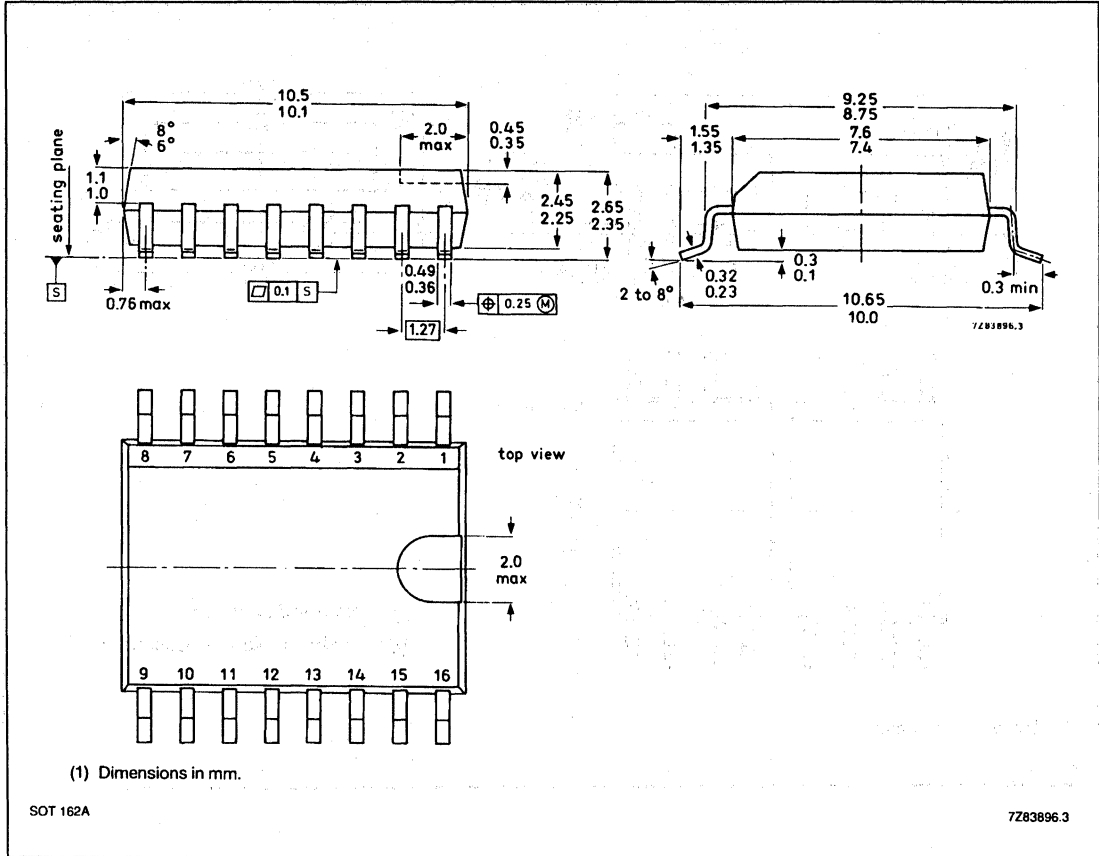 10.5
10.1
8°
6°
2.0
max
0.45
0.35
1.1
1.0
seating plane
2.45
2.25
2.65
2.35
S
0.76 max
0.1 S
0.49
0.36
0.25 M
1.27
9.25
8.75
1.55
1.35
7.6
7.4
2 to 8°
0.32
0.23
0.3
0.1
0.3 min
10.65
10.0
7Z83896.3
8 7 6 5 4 3 2 1
top view
2.0
max
9 10 11 12 13 14 15 16
(1) Dimensions in mm.
SOT 162A
7Z83896.3